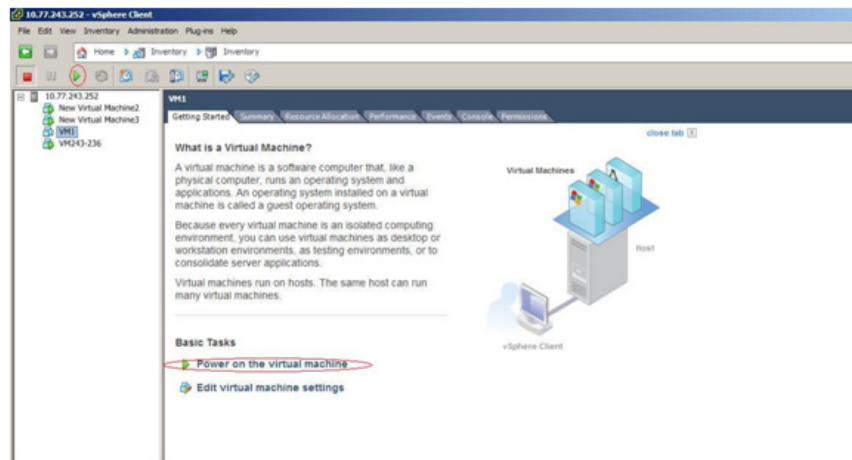 10.77.243.252 - vSphere Client
File Edit View Inventory Administration Plug-ins Help
Home Inventory Inventory
10.77.243.252
New Virtual Machine2
New Virtual Machine3
VM1
VM243-236
VM1
Getting Started Summary Resource Allocation Performance Events Console Permissions
close tab
What is a Virtual Machine?
A virtual machine is a software computer that, like a
physical computer, runs an operating system and
applications. An operating system installed on a virtual
machine is called a guest operating system.
Because every virtual machine is an isolated computing
environment, you can use virtual machines as desktop or
workstation environments, as testing environments, or to
consolidate server applications.
Virtual machines run on hosts. The same host can run
many virtual machines.
Virtual Machines
Host
vSphere Client
Basic Tasks
Power on the virtual machine
Edit virtual machine settings